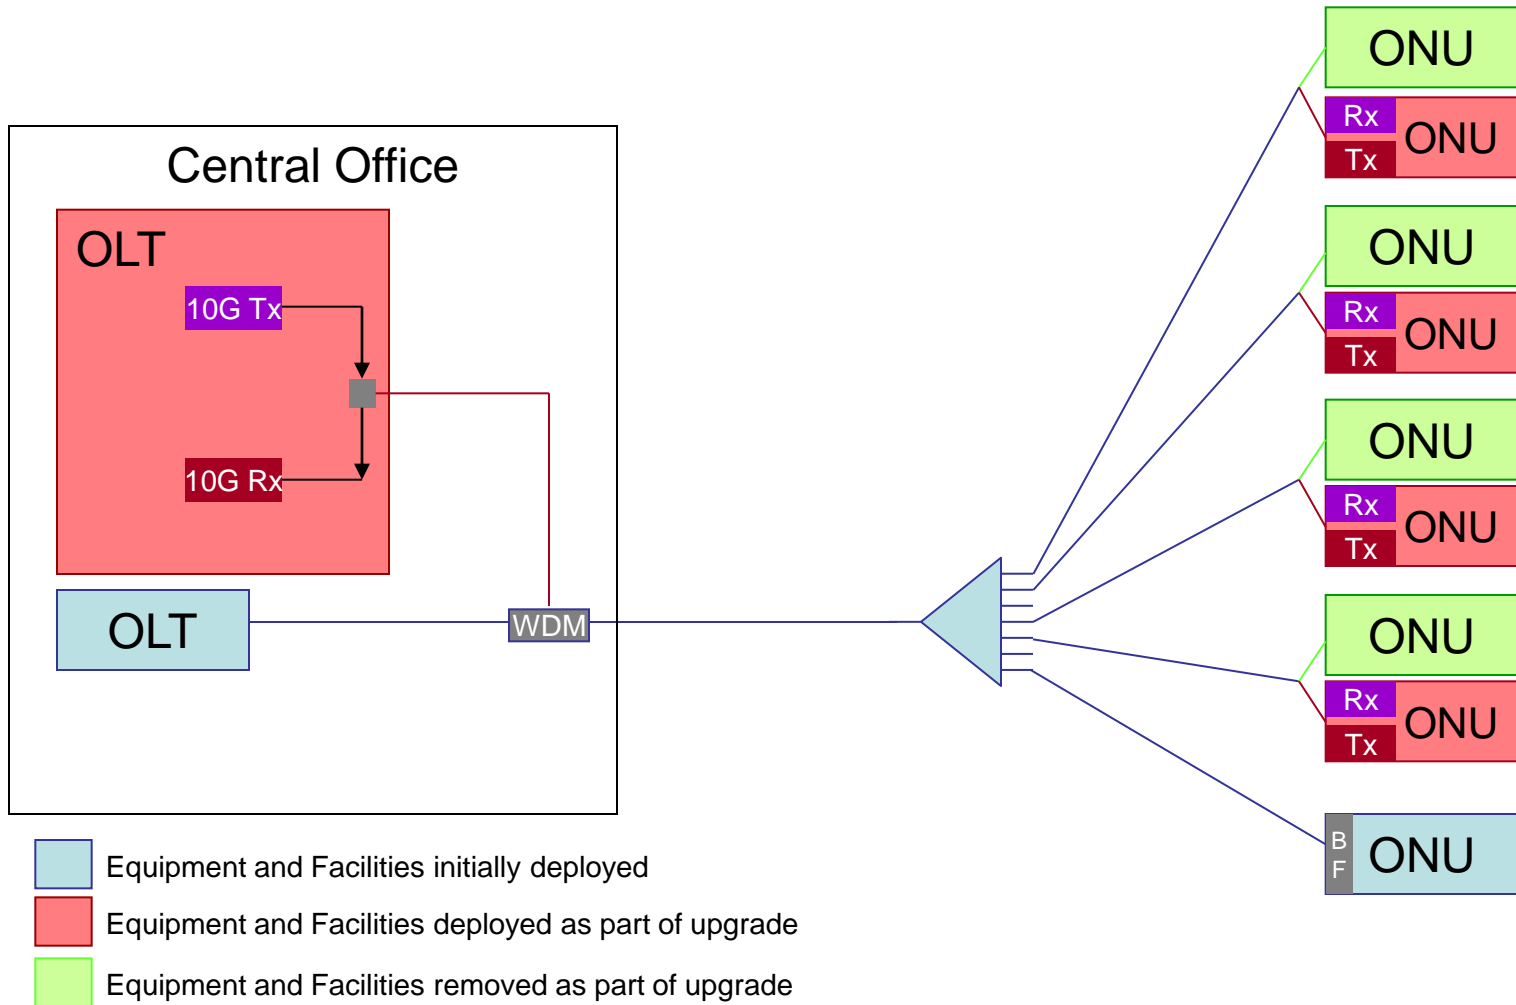 Central Office
OLT
10G Tx
10G Rx
OLT
WDM
ONU
Rx
Tx
ONU
ONU
Rx
Tx
ONU
ONU
Rx
Tx
ONU
ONU
Rx
Tx
ONU
B
F
ONU
Equipment and Facilities initially deployed
Equipment and Facilities deployed as part of upgrade
Equipment and Facilities removed as part of upgrade